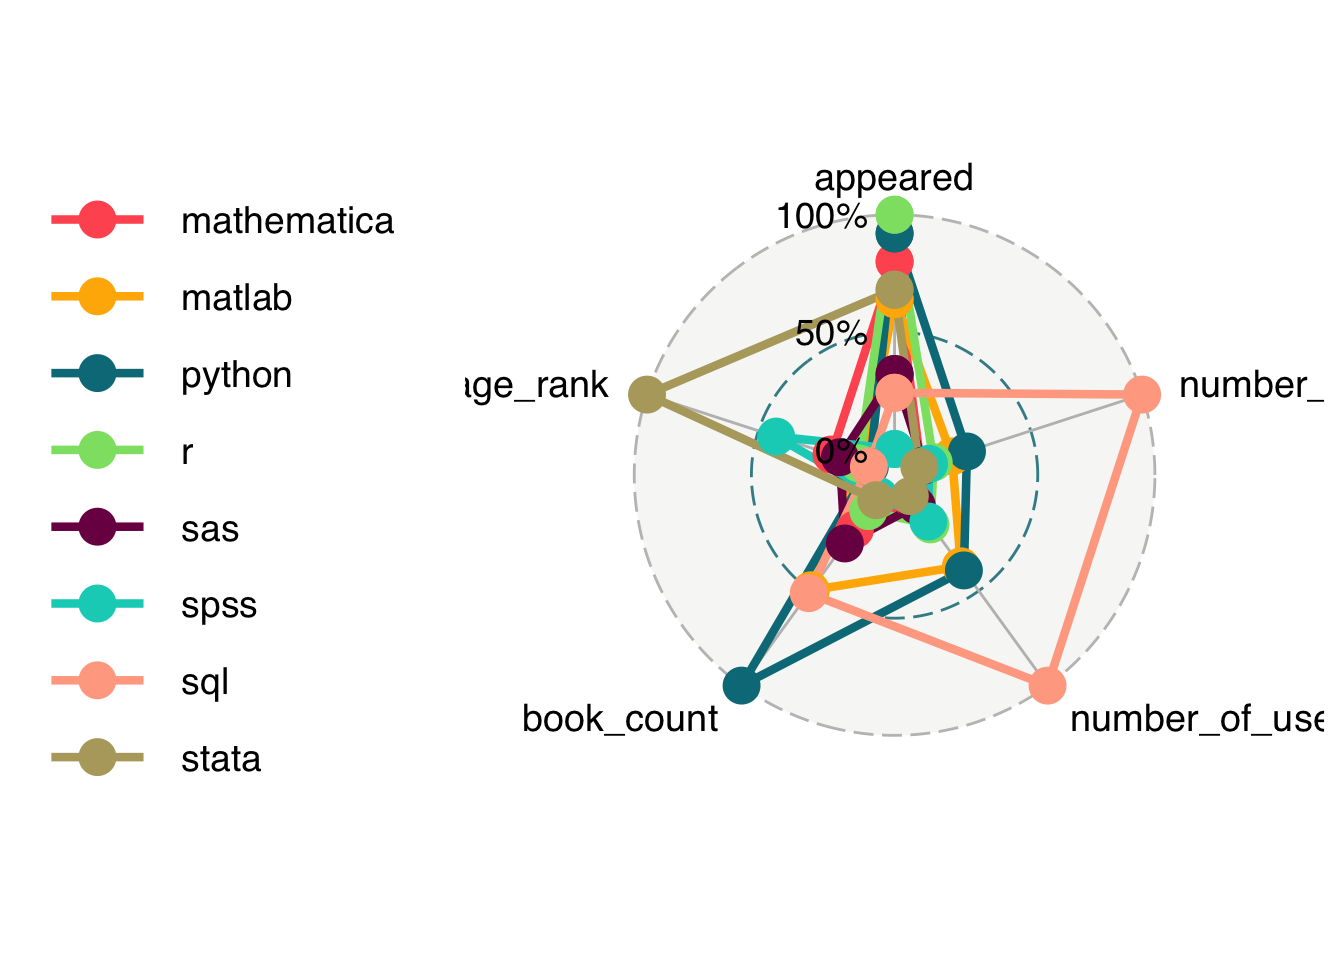 mathematica
matlab
python
r
sas
spss
sql
stata
appeared
100%
50%
0%
age_rank
number_
book_count
number_of_use